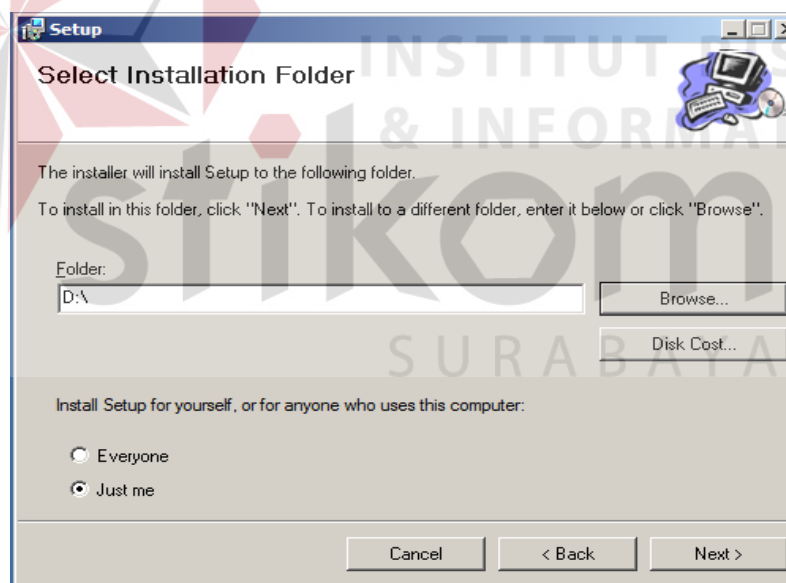 Setup
INSTITUT
Select Installation Folder
& INFORMA
The installer will install Setup to the following folder.
To install in this folder, click "Next". To install to a different folder, enter it below or click "Browse".
stikom
Folder:
D:\
Browse...
Disk Cost...
SURABAYA
Install Setup for yourself, or for anyone who uses this computer:
Everyone
Just me
Cancel
< Back
Next >